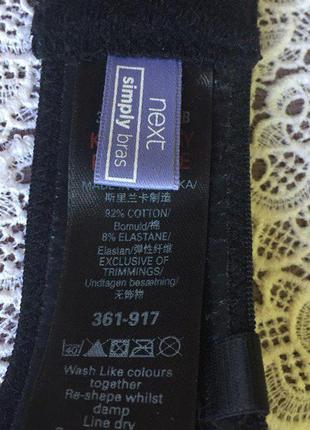 next
simply bras
斯里兰卡制造
92% COTTON/
Bomuld/棉
8% ELASTANE/
Elastan/弹性纤维
EXCLUSIVE OF
TRIMMINGS/
Undtagen besætning/
无饰物
361-917
40
Wash Like colours
together
Re-shape whilst
damp
Line dry